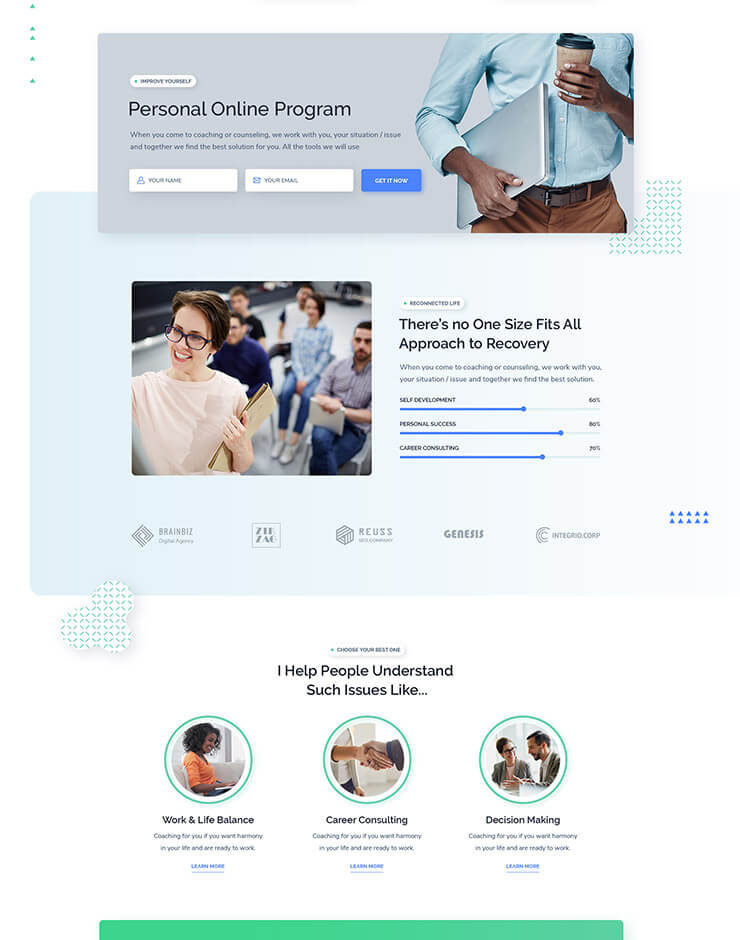 IMPROVE YOURSELF
Personal Online Program
When you come to coaching or counseling, we work with you, your situation / issue
and together we find the best solution for you. All the tools we will use
YOUR NAME
YOUR EMAIL
GET IT NOW
RECONNECTED LIFE
There's no One Size Fits All
Approach to Recovery
When you come to coaching or counseling, we work with you,
your situation / issue and together we find the best solution.
SELF DEVELOPMENT 60%
PERSONAL SUCCESS 80%
CAREER CONSULTING 70%
BRAINBIZ
Digital Agency
ZIG
ZAG
REUSS
SEO COMPANY
GENESIS
INTEGRIO.CORP
CHOOSE YOUR BEST ONE
I Help People Understand
Such Issues Like...
Work & Life Balance
Coaching for you if you want harmony
in your life and are ready to work.
LEARN MORE
Career Consulting
Coaching for you if you want harmony
in your life and are ready to work.
LEARN MORE
Decision Making
Coaching for you if you want harmony
in your life and are ready to work.
LEARN MORE